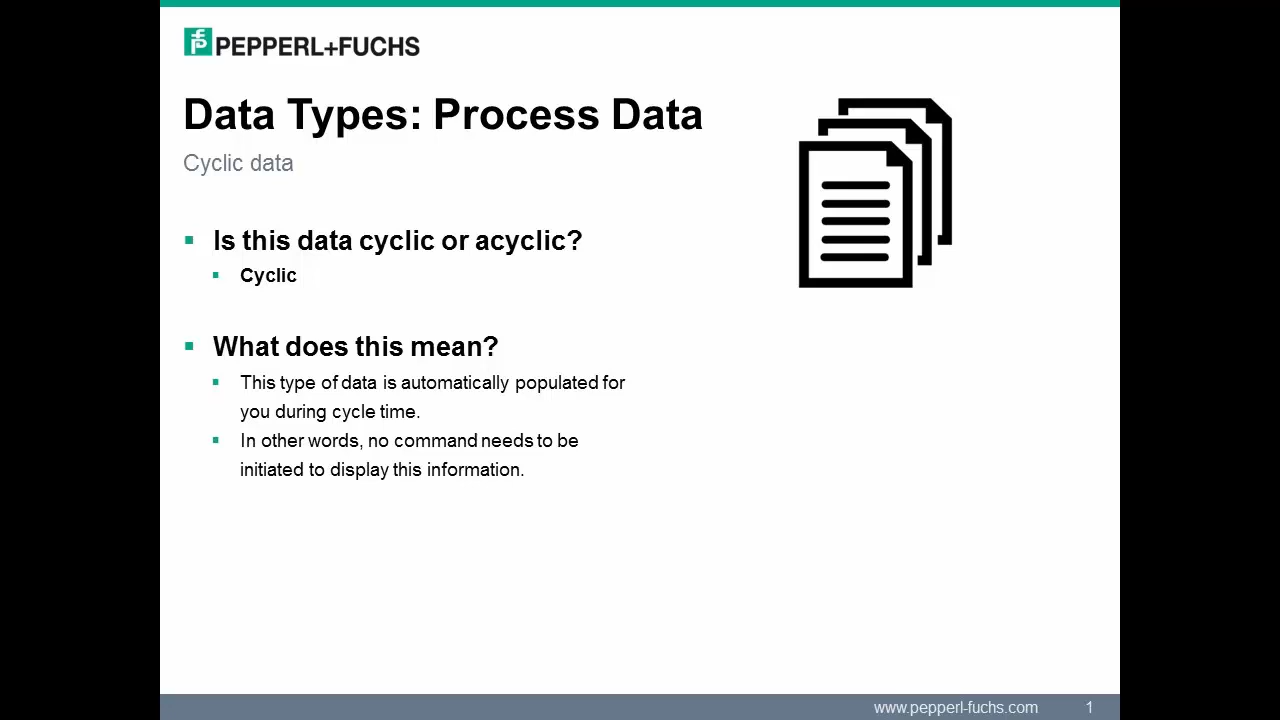 PEPPERL+FUCHS
Data Types: Process Data
Cyclic data
Is this data cyclic or acyclic?
Cyclic
What does this mean?
This type of data is automatically populated for
you during cycle time.
In other words, no command needs to be
initiated to display this information.
www.pepperl-fuchs.com 1